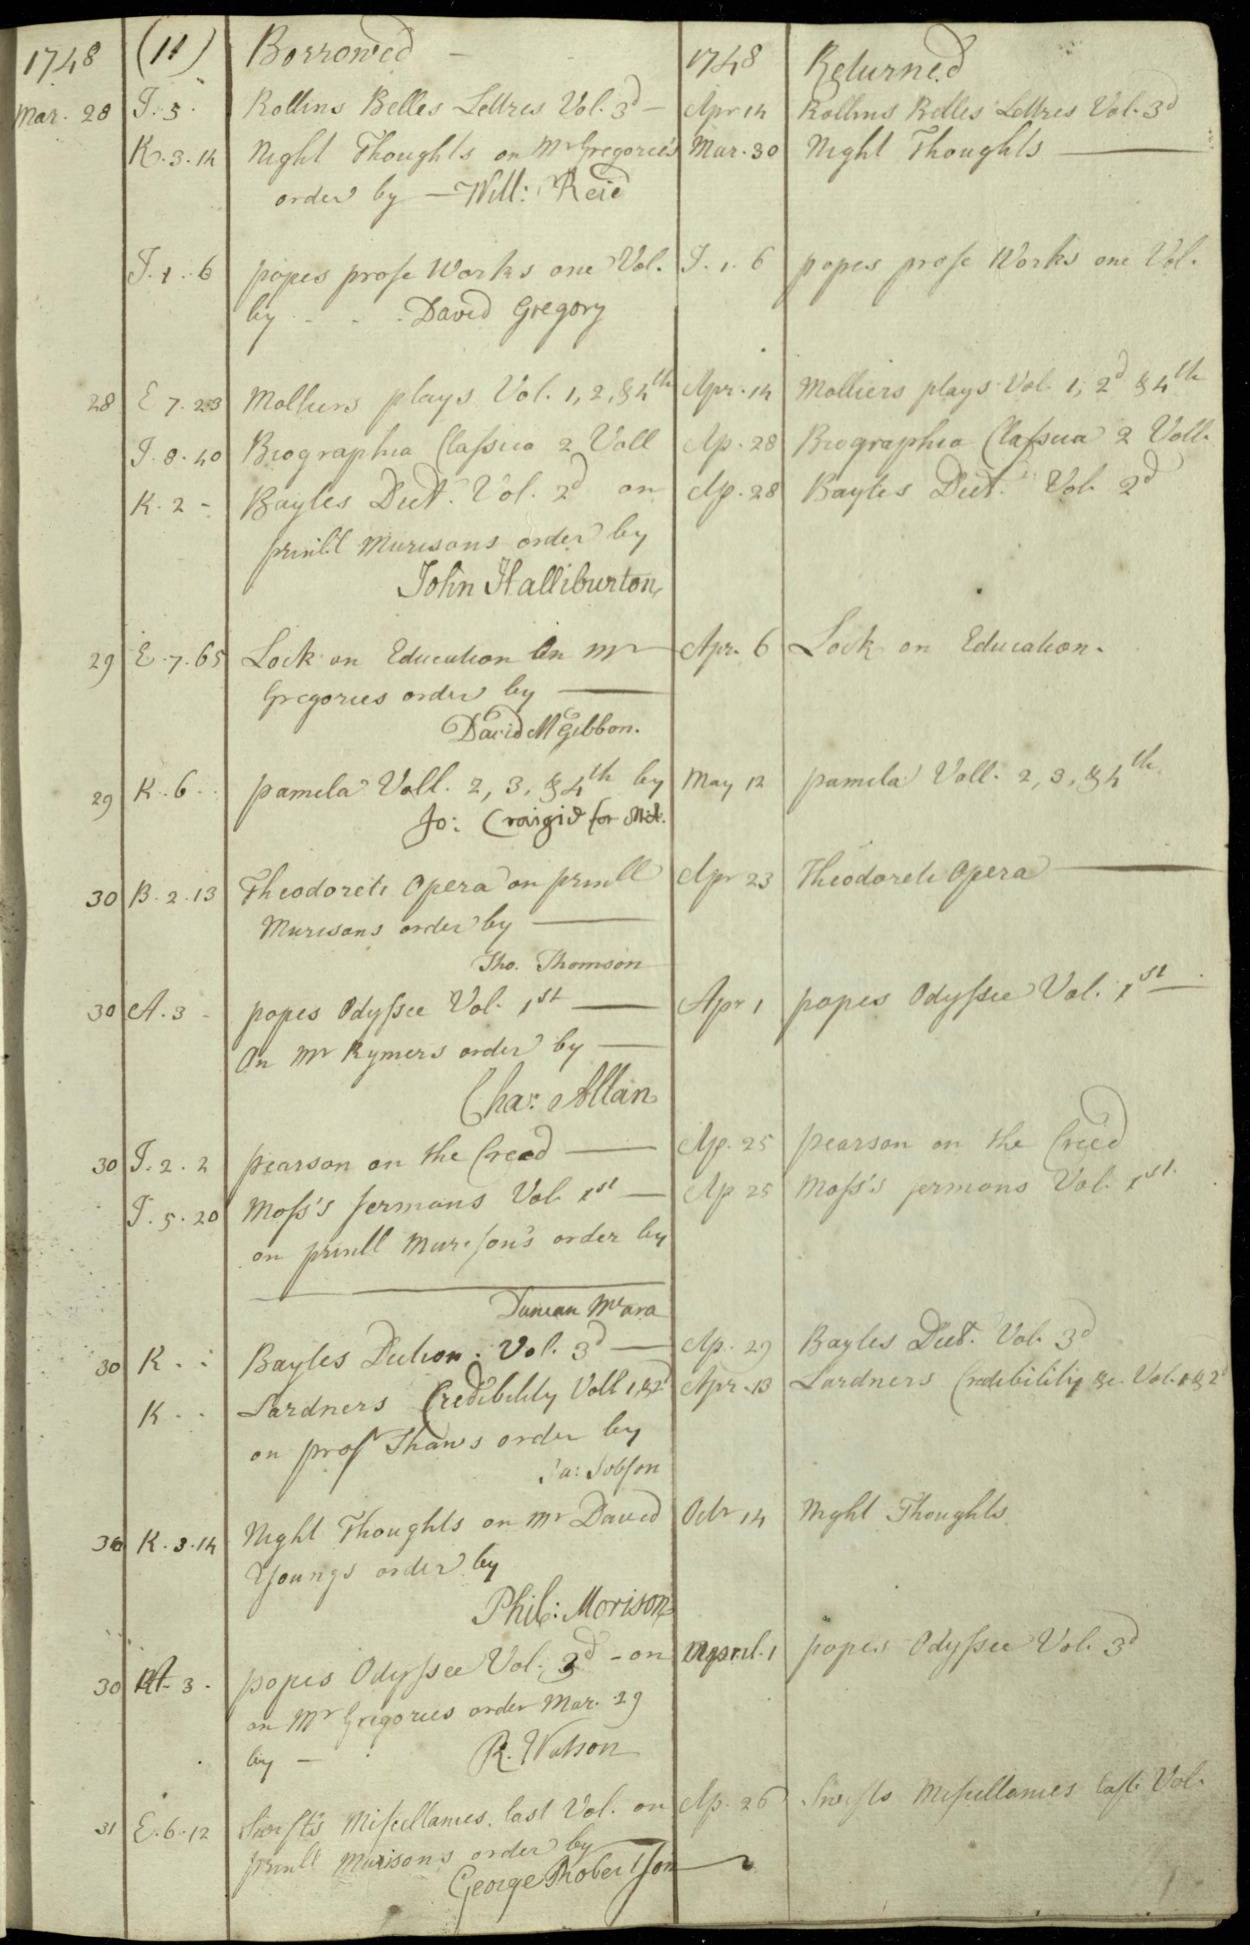 1748 (11) Borrowed — 1748 Returned
Mar. 28 J. 5. Rollins Belles Lettres Vol. 3d — Apr 14 Rollins Belles Lettres Vol. 3d
K. 3. 14 Night Thoughts on Mr Gregorie's Mar. 30 Night Thoughts —
order by — Will: Reid
J. 1. 6 popes prose Works one Vol. J. 1. 6 popes prose Works one Vol.
by - - - David Gregory
28 E 7. 23 Molliers plays Vol. 1, 2, & 4th Apr. 14 Molliers plays Vol. 1, 2d & 4th
J. 8. 40 Biographia Classica 2 Voll Ap. 28 Biographia Classica 2 Voll.
K. 2 - Bayles Dict. Vol. 2d on Ap. 28 Bayles Dict. Vol. 2d
prinll Murisons order by
John Halliburton
29 E. 7. 65 Lock on Education on Mr Apr. 6 Lock on Education.
Gregories order by —
David McGibbon.
29 K. 6. . pamela Voll. 2, 3, & 4th by May 12 pamela Voll. 2, 3, & 4th
Jo: Craigie for
30 B. 2. 13 Theodoreti Opera on prinll Apr 23 Theodoreti Opera —
Murisons order by —
Tho. Thomson
30 A. 3 - popes Odyssee Vol. 1st — Apr 1 popes Odyssee Vol. 1st —
On Mr Rymers order by —
Cha: Allan
30 J. 2. 2 pearson on the Creed — Ap. 25 pearson on the Creed
J. 5. 20 Moss's sermons Vol. 1st — Ap 25 Moss's sermons Vol. 1st.
on prinll Murison's order by
Duncan Mcara
30 K. . Bayles Diction. Vol. 3d — Ap. 29 Bayles Dict. Vol. 3d
K. . Lardners Credibility Voll 1, & 2d Apr. 13 Lardners Credibility &c. Vol. 1 & 2d
on prof Shaws order by
Ja: Jobson
30 K. 3. 14 Night Thoughts on Mr David Octr 14 Night Thoughts
Youngs order by
Phil: Morison
30 A. 3. popes Odyssee Vol. 3d - on April. 1 popes Odyssee Vol. 3d
on Mr Gregories order Mar. 29
by — R. Watson
31 E. 6. 12 Swifts Miscellanies. last Vol. on Ap. 26 Swifts Miscellanies last Vol.
prinll Murisons order by
George Robertson